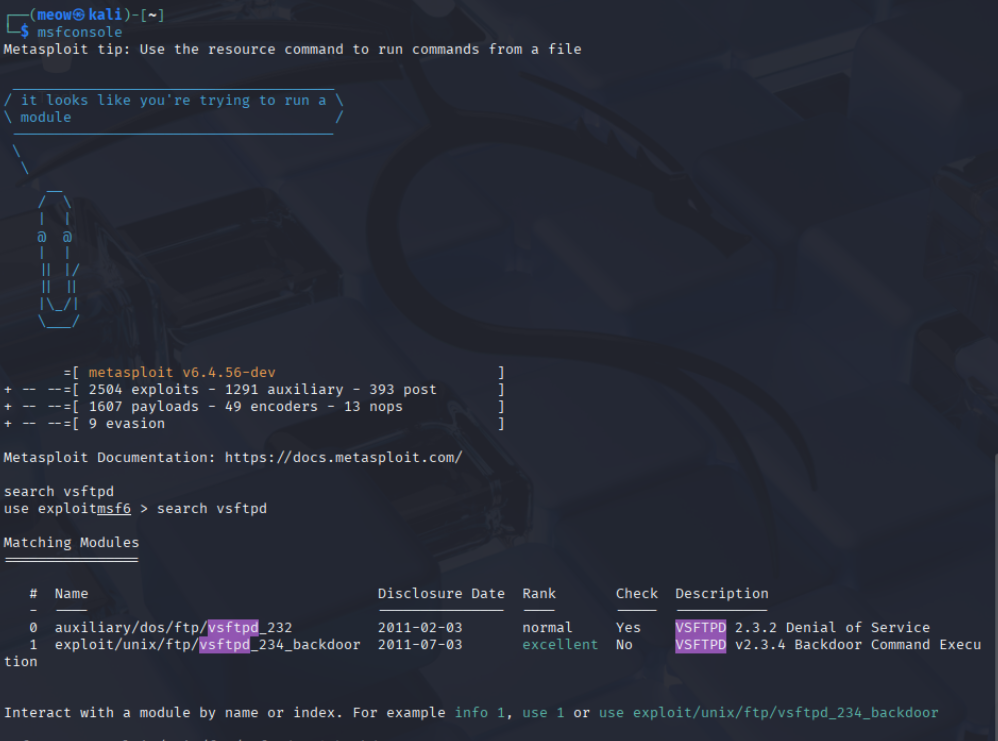 (meow㉿kali)-[~]
$ msfconsole
Metasploit tip: Use the resource command to run commands from a file
/ it looks like you're trying to run a \
\ module /
\
\
__
/ \
| |
@ @
| |
|| |/
|| ||
|\_/|
\___/
=[ metasploit v6.4.56-dev ]
+ -- --=[ 2504 exploits - 1291 auxiliary - 393 post ]
+ -- --=[ 1607 payloads - 49 encoders - 13 nops ]
+ -- --=[ 9 evasion ]
Metasploit Documentation: https://docs.metasploit.com/
search vsftpd
use exploitmsf6 > search vsftpd
Matching Modules
================
# Name Disclosure Date Rank Check Description
- ---- --------------- ---- ----- -----------
0 auxiliary/dos/ftp/vsftpd_232 2011-02-03 normal Yes VSFTPD 2.3.2 Denial of Service
1 exploit/unix/ftp/vsftpd_234_backdoor 2011-07-03 excellent No VSFTPD v2.3.4 Backdoor Command Execu
tion
Interact with a module by name or index. For example info 1, use 1 or use exploit/unix/ftp/vsftpd_234_backdoor